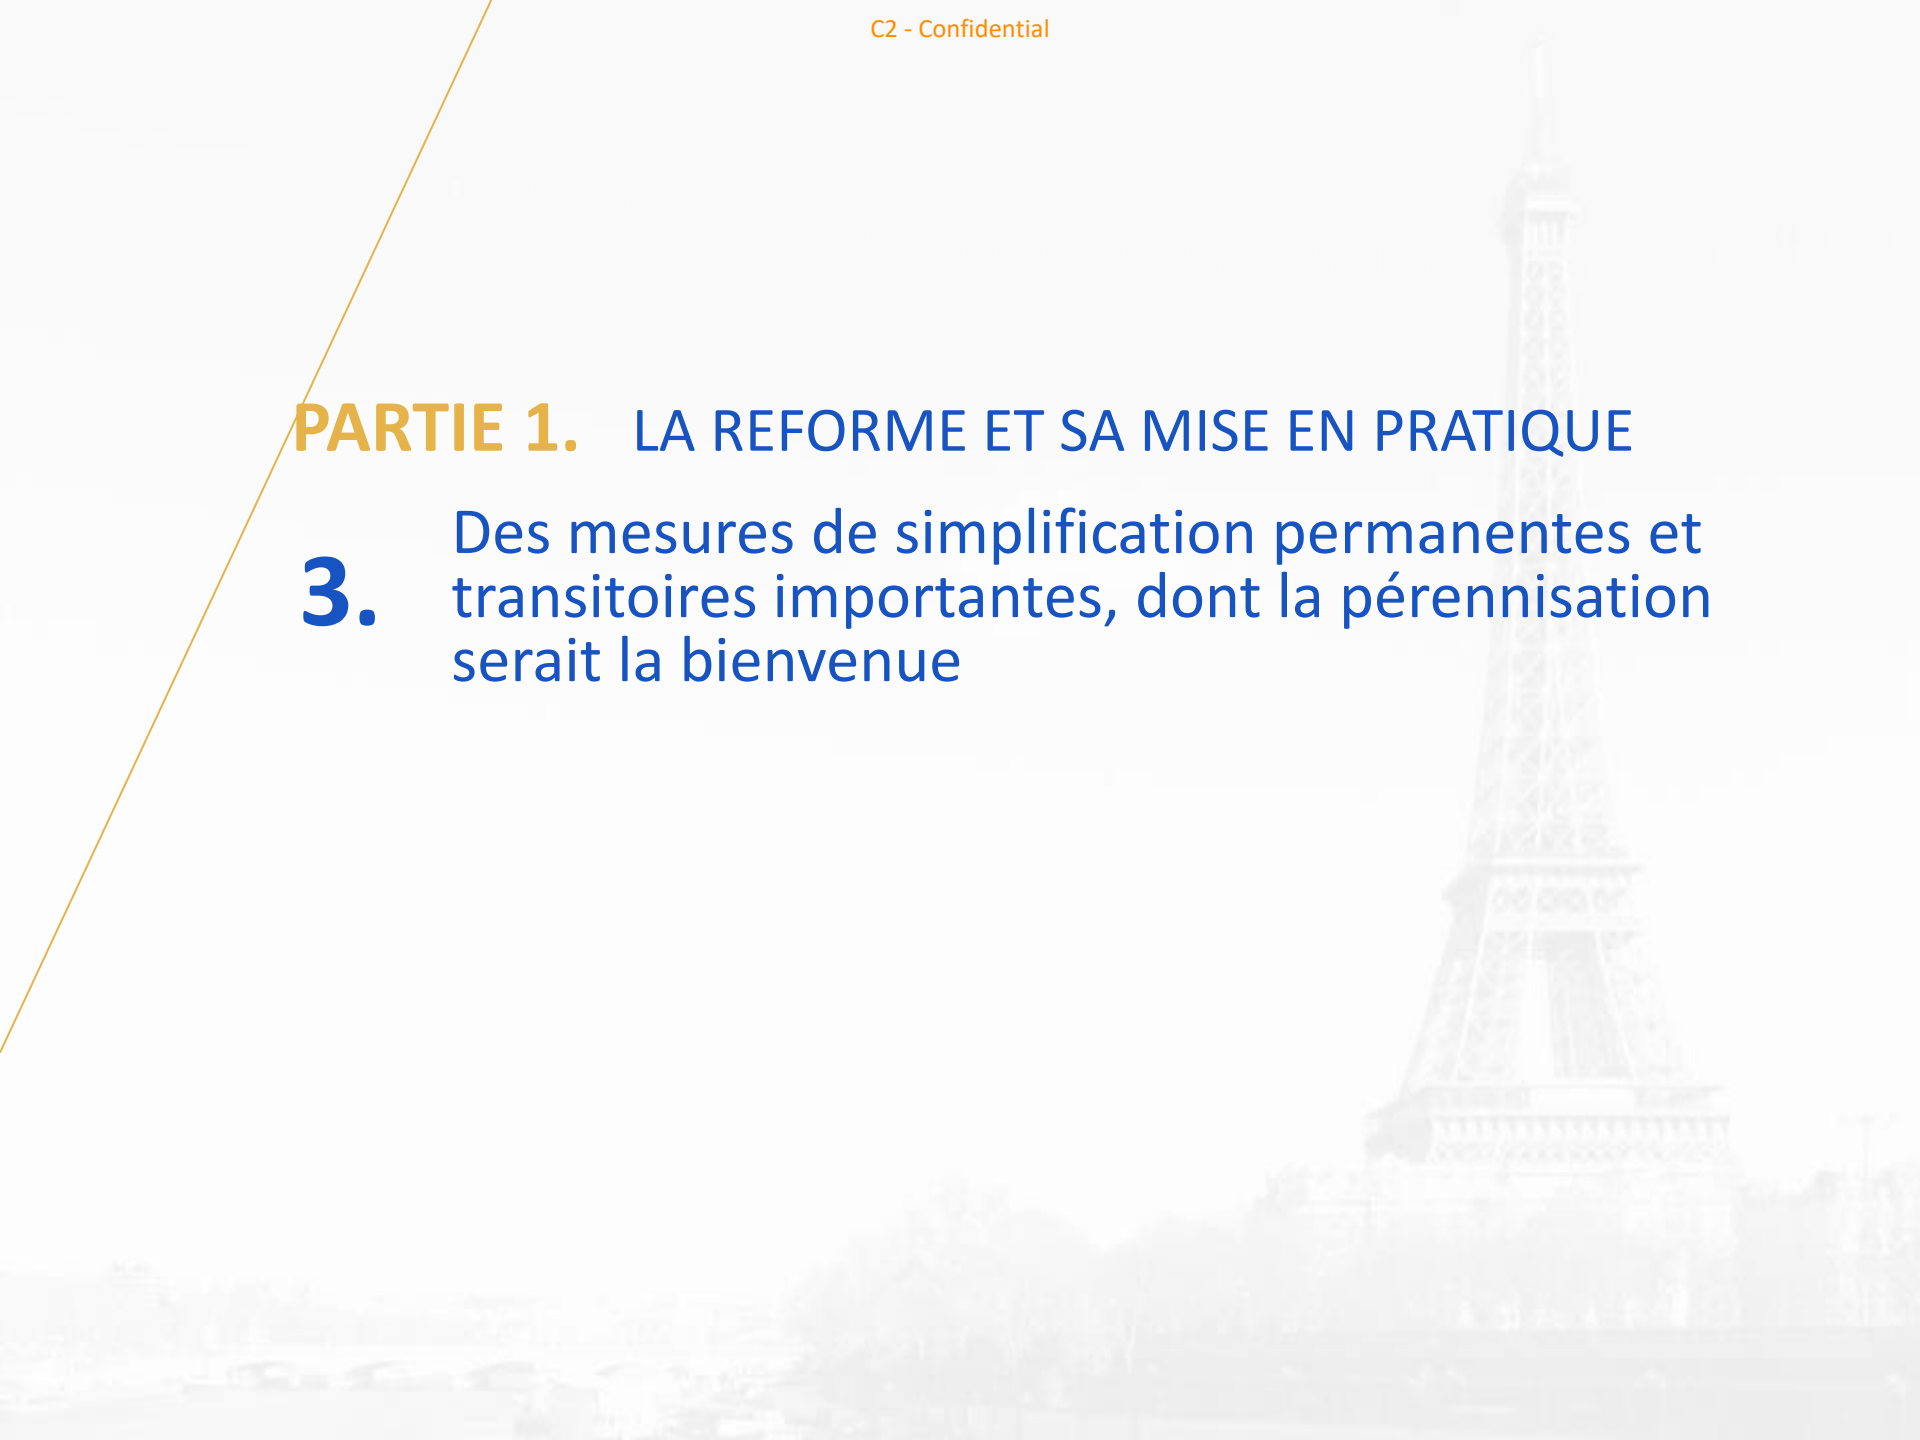 C2 - Confidential
PARTIE 1. LA REFORME ET SA MISE EN PRATIQUE
3. Des mesures de simplification permanentes et
transitoires importantes, dont la pérennisation
serait la bienvenue